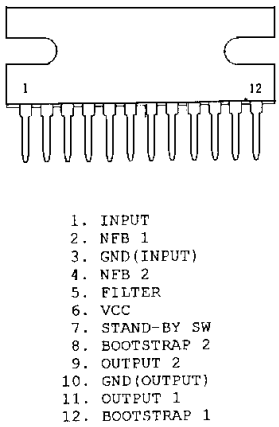 1 12
1. INPUT
2. NFB 1
3. GND(INPUT)
4. NFB 2
5. FILTER
6. VCC
7. STAND-BY SW
8. BOOTSTRAP 2
9. OUTPUT 2
10. GND(OUTPUT)
11. OUTPUT 1
12. BOOTSTRAP 1